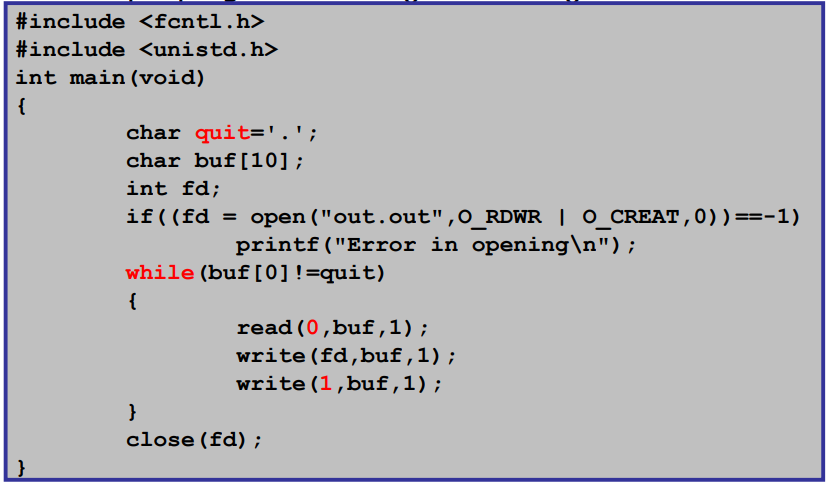 #include <fcntl.h>
#include <unistd.h>
int main(void)
{
        char quit='.';
        char buf[10];
        int fd;
        if((fd = open("out.out",O_RDWR | O_CREAT,0))==-1)
                printf("Error in opening\n");
        while(buf[0]!=quit)
        {
                read(0,buf,1);
                write(fd,buf,1);
                write(1,buf,1);
        }
        close(fd);
}